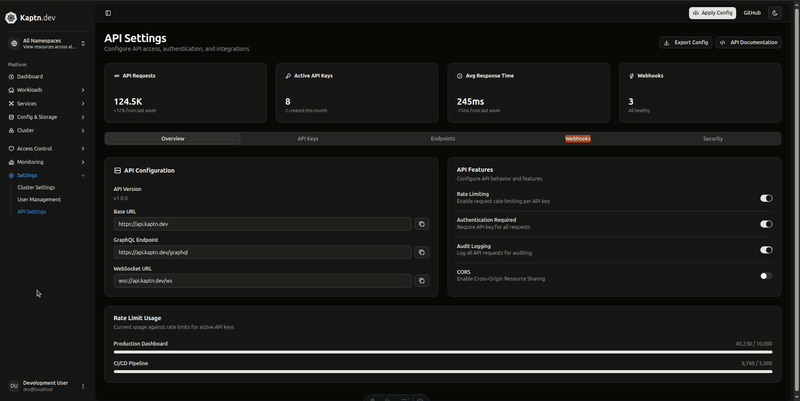 Kaptn.dev
Apply Config
GitHub
All Namespaces
View resources across al...
Platform
Dashboard
Workloads
Services
Config & Storage
Cluster
Access Control
Monitoring
Settings
Cluster Settings
User Management
API Settings
Development User
dev@localhost
DU
API Settings
Configure API access, authentication, and integrations
Export Config
API Documentation
API Requests
124.5K
+12% from last week
Active API Keys
8
2 created this month
Avg Response Time
245ms
-15ms from last week
Webhooks
3
All healthy
Overview
API Keys
Endpoints
Webhooks
Security
API Configuration
API Version
v1.0.0
Base URL
https://api.kaptn.dev
GraphQL Endpoint
https://api.kaptn.dev/graphql
WebSocket URL
wss://api.kaptn.dev/ws
API Features
Configure API behavior and features
Rate Limiting
Enable request rate limiting per API key
Authentication Required
Require API key for all requests
Audit Logging
Log all API requests for auditing
CORS
Enable Cross-Origin Resource Sharing
Rate Limit Usage
Current usage against rate limits for active API keys
Production Dashboard
45,230 / 10,000
CI/CD Pipeline
8,760 / 5,000